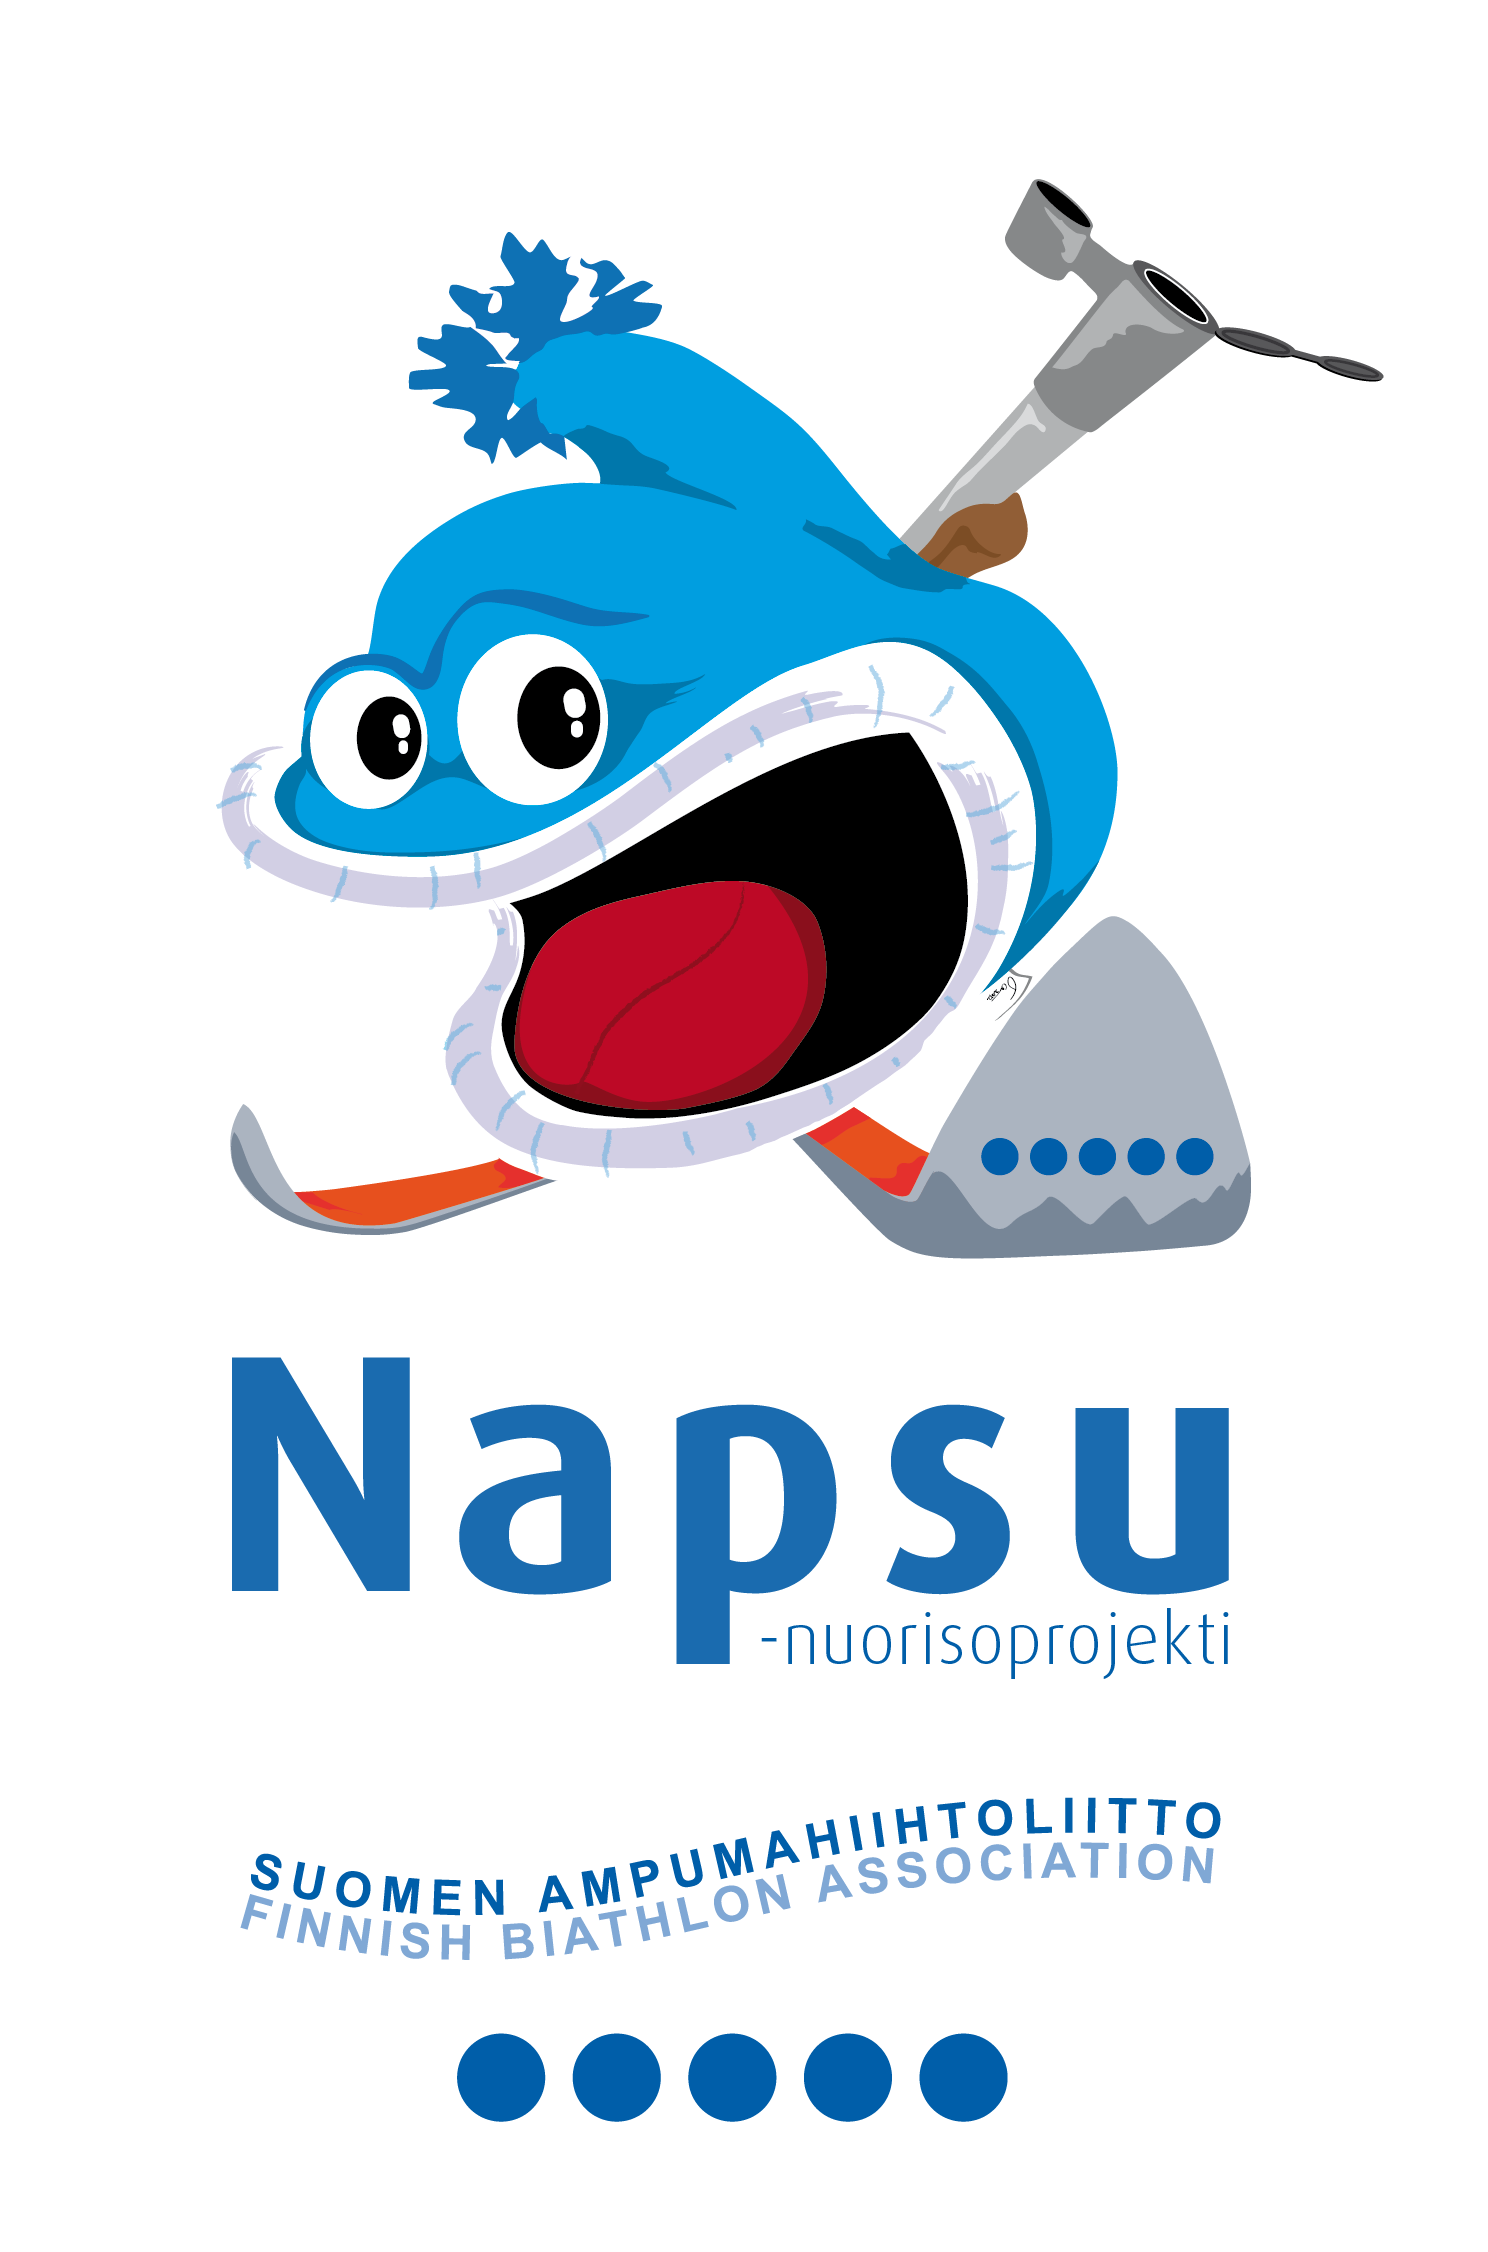 Napsu
-nuorisoprojekti
SUOMEN AMPUMAHIIHTOLIITTO
FINNISH BIATHLON ASSOCIATION